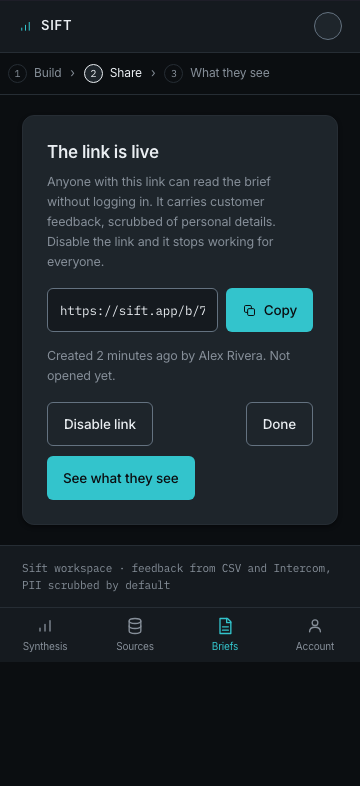 SIFT
1 Build › 2 Share › 3 What they see
The link is live
Anyone with this link can read the brief
without logging in. It carries customer
feedback, scrubbed of personal details.
Disable the link and it stops working for
everyone.
https://sift.app/b/7 Copy
Created 2 minutes ago by Alex Rivera. Not
opened yet.
Disable link Done
See what they see
Sift workspace · feedback from CSV and Intercom,
PII scrubbed by default
Synthesis Sources Briefs Account